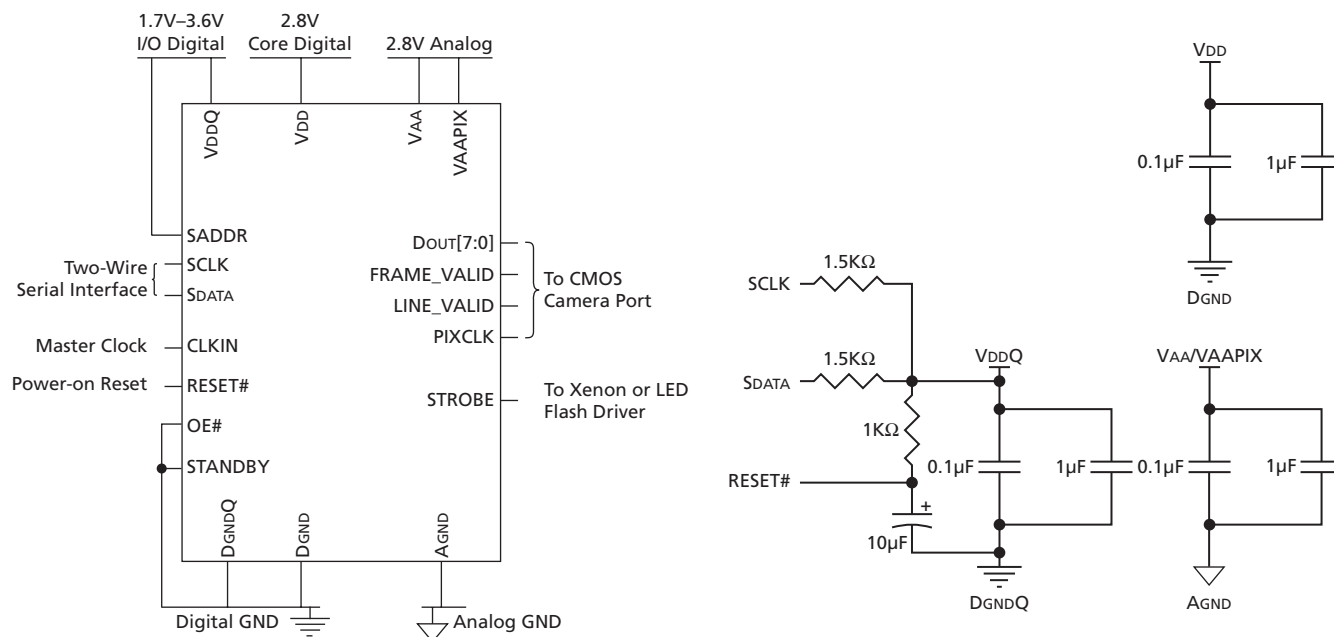 1.7V–3.6V
I/O Digital
2.8V
Core Digital
2.8V Analog
VDDQ
VDD
VAA
VAAPIX
SADDR
Two-Wire
Serial Interface
SCLK
SDATA
Master Clock
CLKIN
Power-on Reset
RESET#
OE#
STANDBY
DGNDQ
DGND
AGND
Digital GND
Analog GND
DOUT[7:0]
FRAME_VALID
LINE_VALID
PIXCLK
To CMOS
Camera Port
STROBE
To Xenon or LED
Flash Driver
VDD
0.1µF
1µF
DGND
SCLK
1.5KΩ
SDATA
1.5KΩ
1KΩ
RESET#
+
10µF
VDDQ
0.1µF
1µF
DGNDQ
VAA/VAAPIX
0.1µF
1µF
AGND